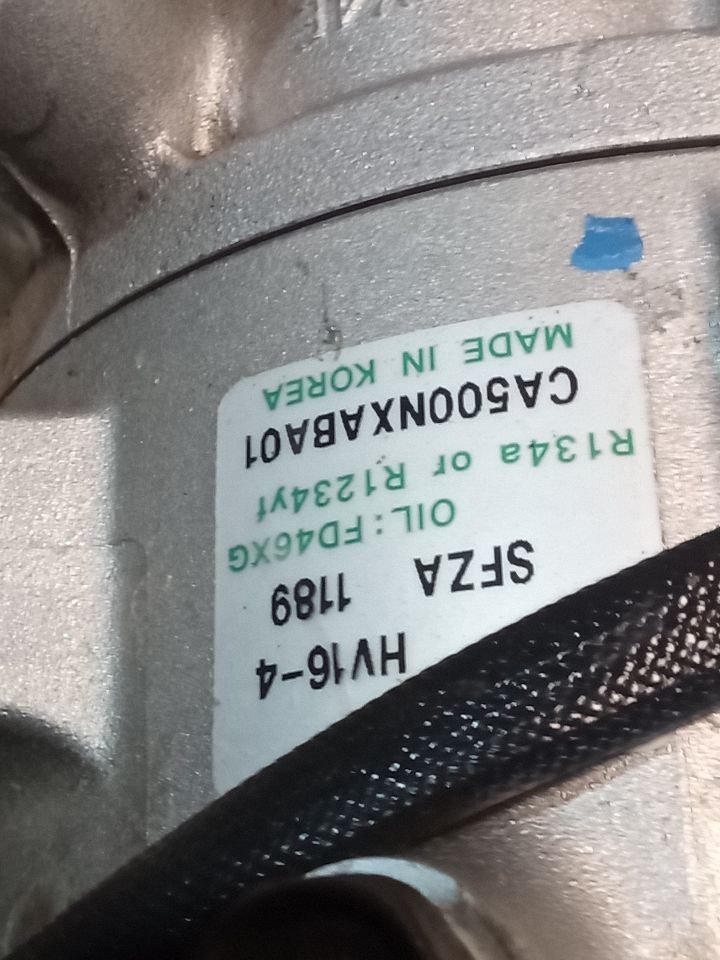 MADE IN KOREA
CA500NXABA01
R134a or R1234yf
OIL:FD46XG
SFZA 1189
HV16-4